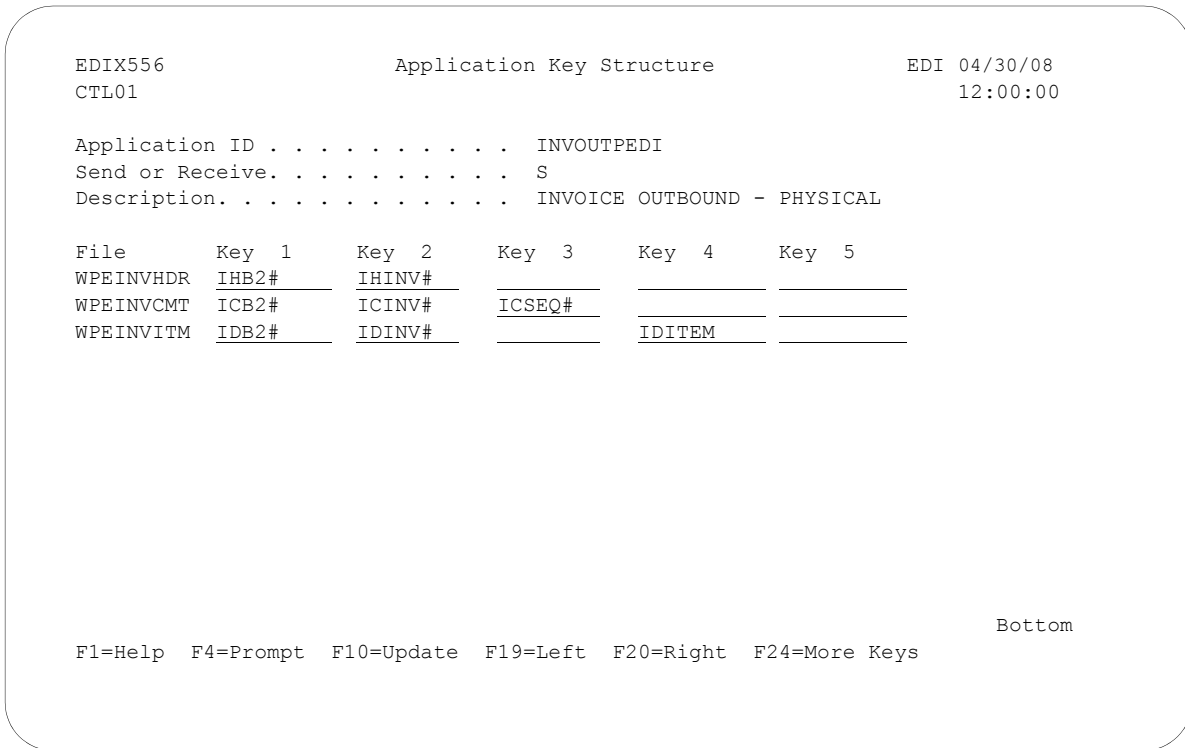 EDIX556 Application Key Structure EDI 04/30/08
CTL01 12:00:00
Application ID . . . . . . . . . . INVOUTPEDI
Send or Receive. . . . . . . . . . S
Description. . . . . . . . . . . . INVOICE OUTBOUND - PHYSICAL
File Key 1 Key 2 Key 3 Key 4 Key 5
WPEINVHDR IHB2# IHINV#
WPEINVCMT ICB2# ICINV# ICSEQ#
WPEINVITM IDB2# IDINV# IDITEM
Bottom
F1=Help F4=Prompt F10=Update F19=Left F20=Right F24=More Keys